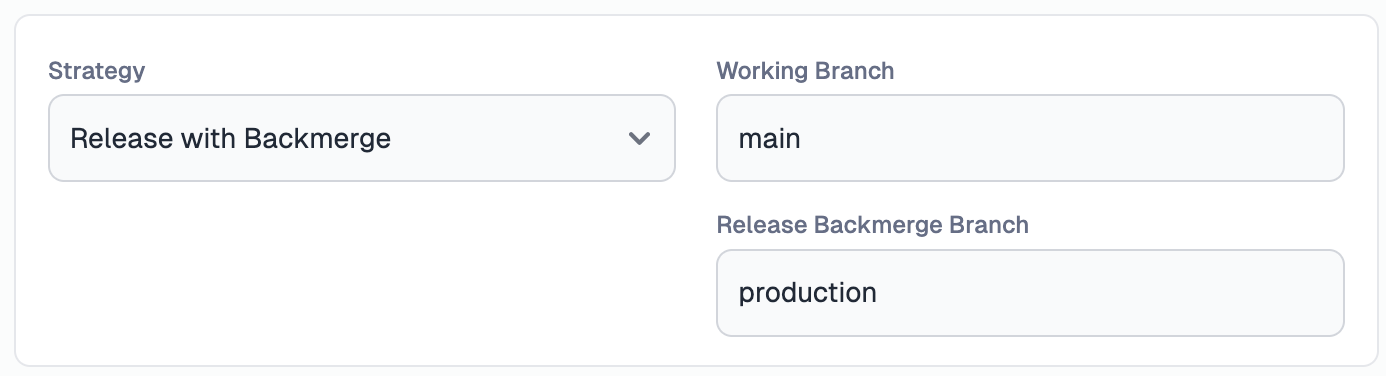 Strategy
Release with Backmerge
Working Branch
main
Release Backmerge Branch
production